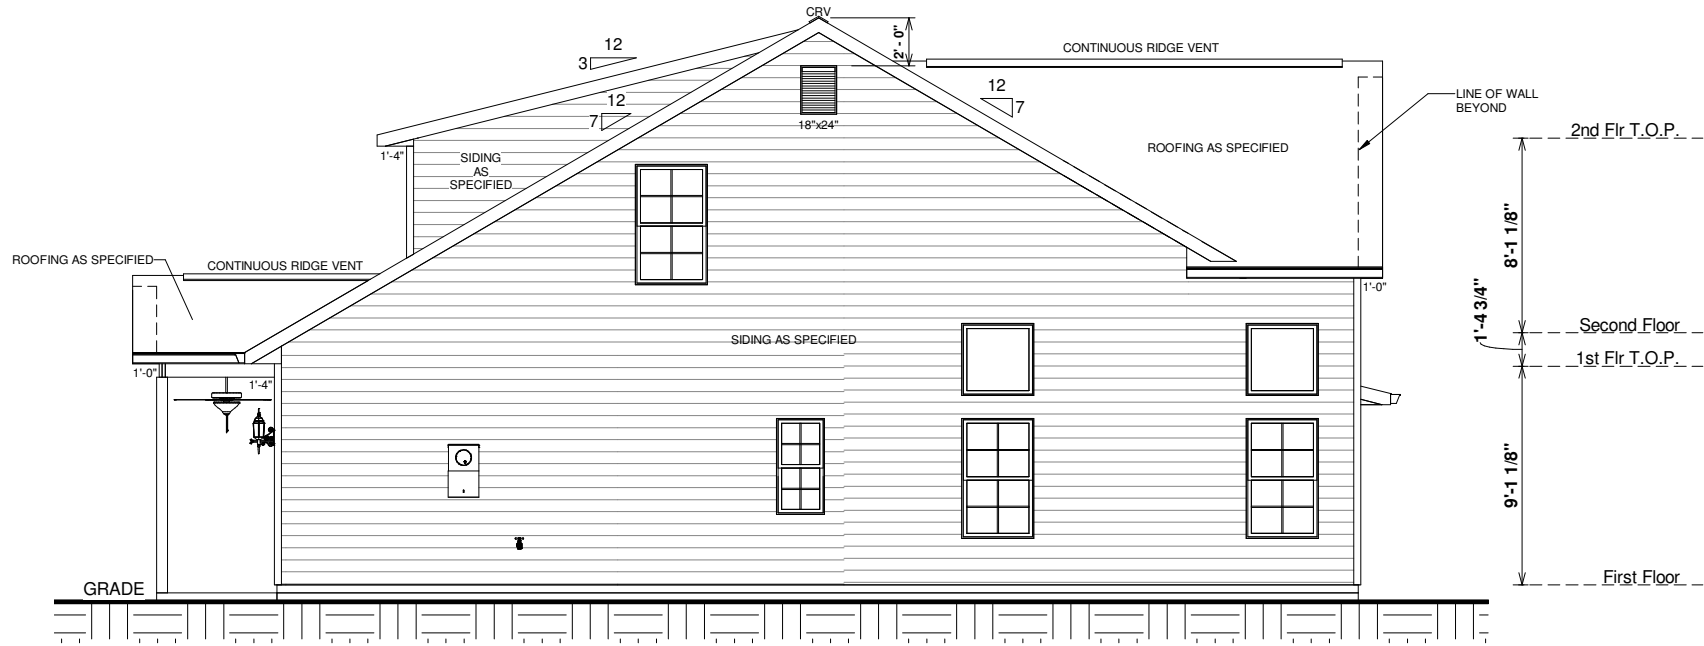 CRV
2'- 0"
CONTINUOUS RIDGE VENT
12
3
12
7
12
7
18"x24"
LINE OF WALL
BEYOND
2nd Flr T.O.P.
ROOFING AS SPECIFIED
1'-4"
SIDING
AS
SPECIFIED
8'-1 1/8"
ROOFING AS SPECIFIED
CONTINUOUS RIDGE VENT
1'-0"
1'-4 3/4"
Second Floor
SIDING AS SPECIFIED
1st Flr T.O.P.
1'-0"
1'-4"
9'-1 1/8"
First Floor
GRADE